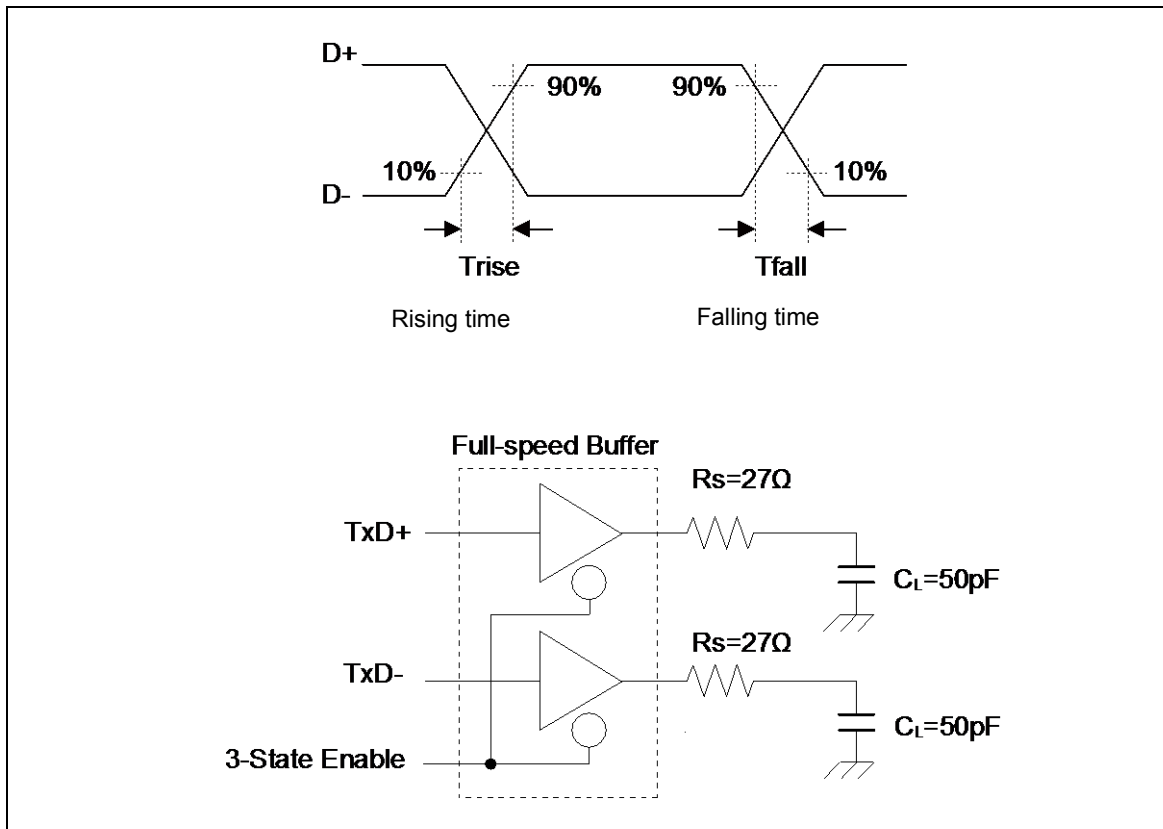 D+
90%
90%
10%
10%
D-
Trise
Tfall
Rising time
Falling time
Full-speed Buffer
Rs=27Ω
TxD+
CL=50pF
Rs=27Ω
TxD-
CL=50pF
3-State Enable